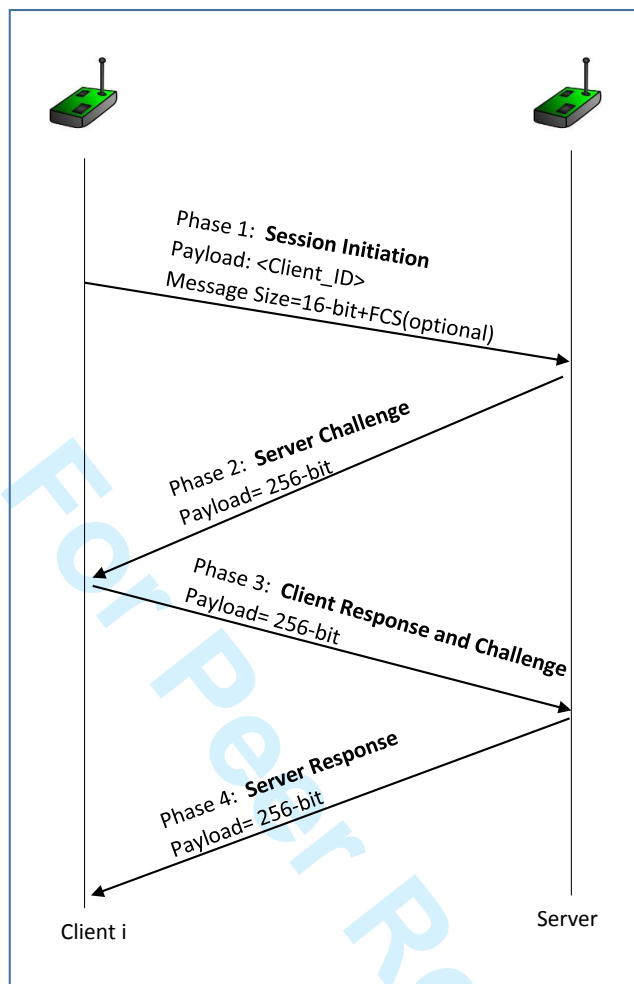 Phase 1: Session Initiation
Payload: <Client_ID>
Message Size=16-bit+FCS(optional)
Phase 2: Server Challenge
Payload= 256-bit
Phase 3: Client Response and Challenge
Payload= 256-bit
Phase 4: Server Response
Payload= 256-bit
Client i
Server
For Peer Re